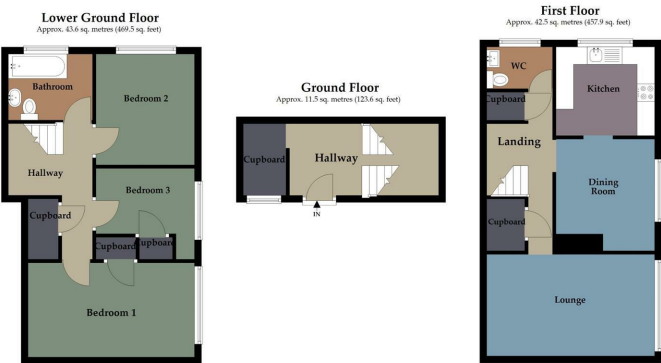 Lower Ground Floor
Approx. 43.6 sq. metres (469.5 sq. feet)
Bathroom
Bedroom 2
Hallway
Bedroom 3
Cupboard
Cupboard
Cupboard
Bedroom 1
Ground Floor
Approx. 11.5 sq. metres (123.6 sq. feet)
Cupboard
Hallway
IN
First Floor
Approx. 42.5 sq. metres (457.9 sq. feet)
WC
Kitchen
Cupboard
Landing
Dining
Room
Cupboard
Lounge